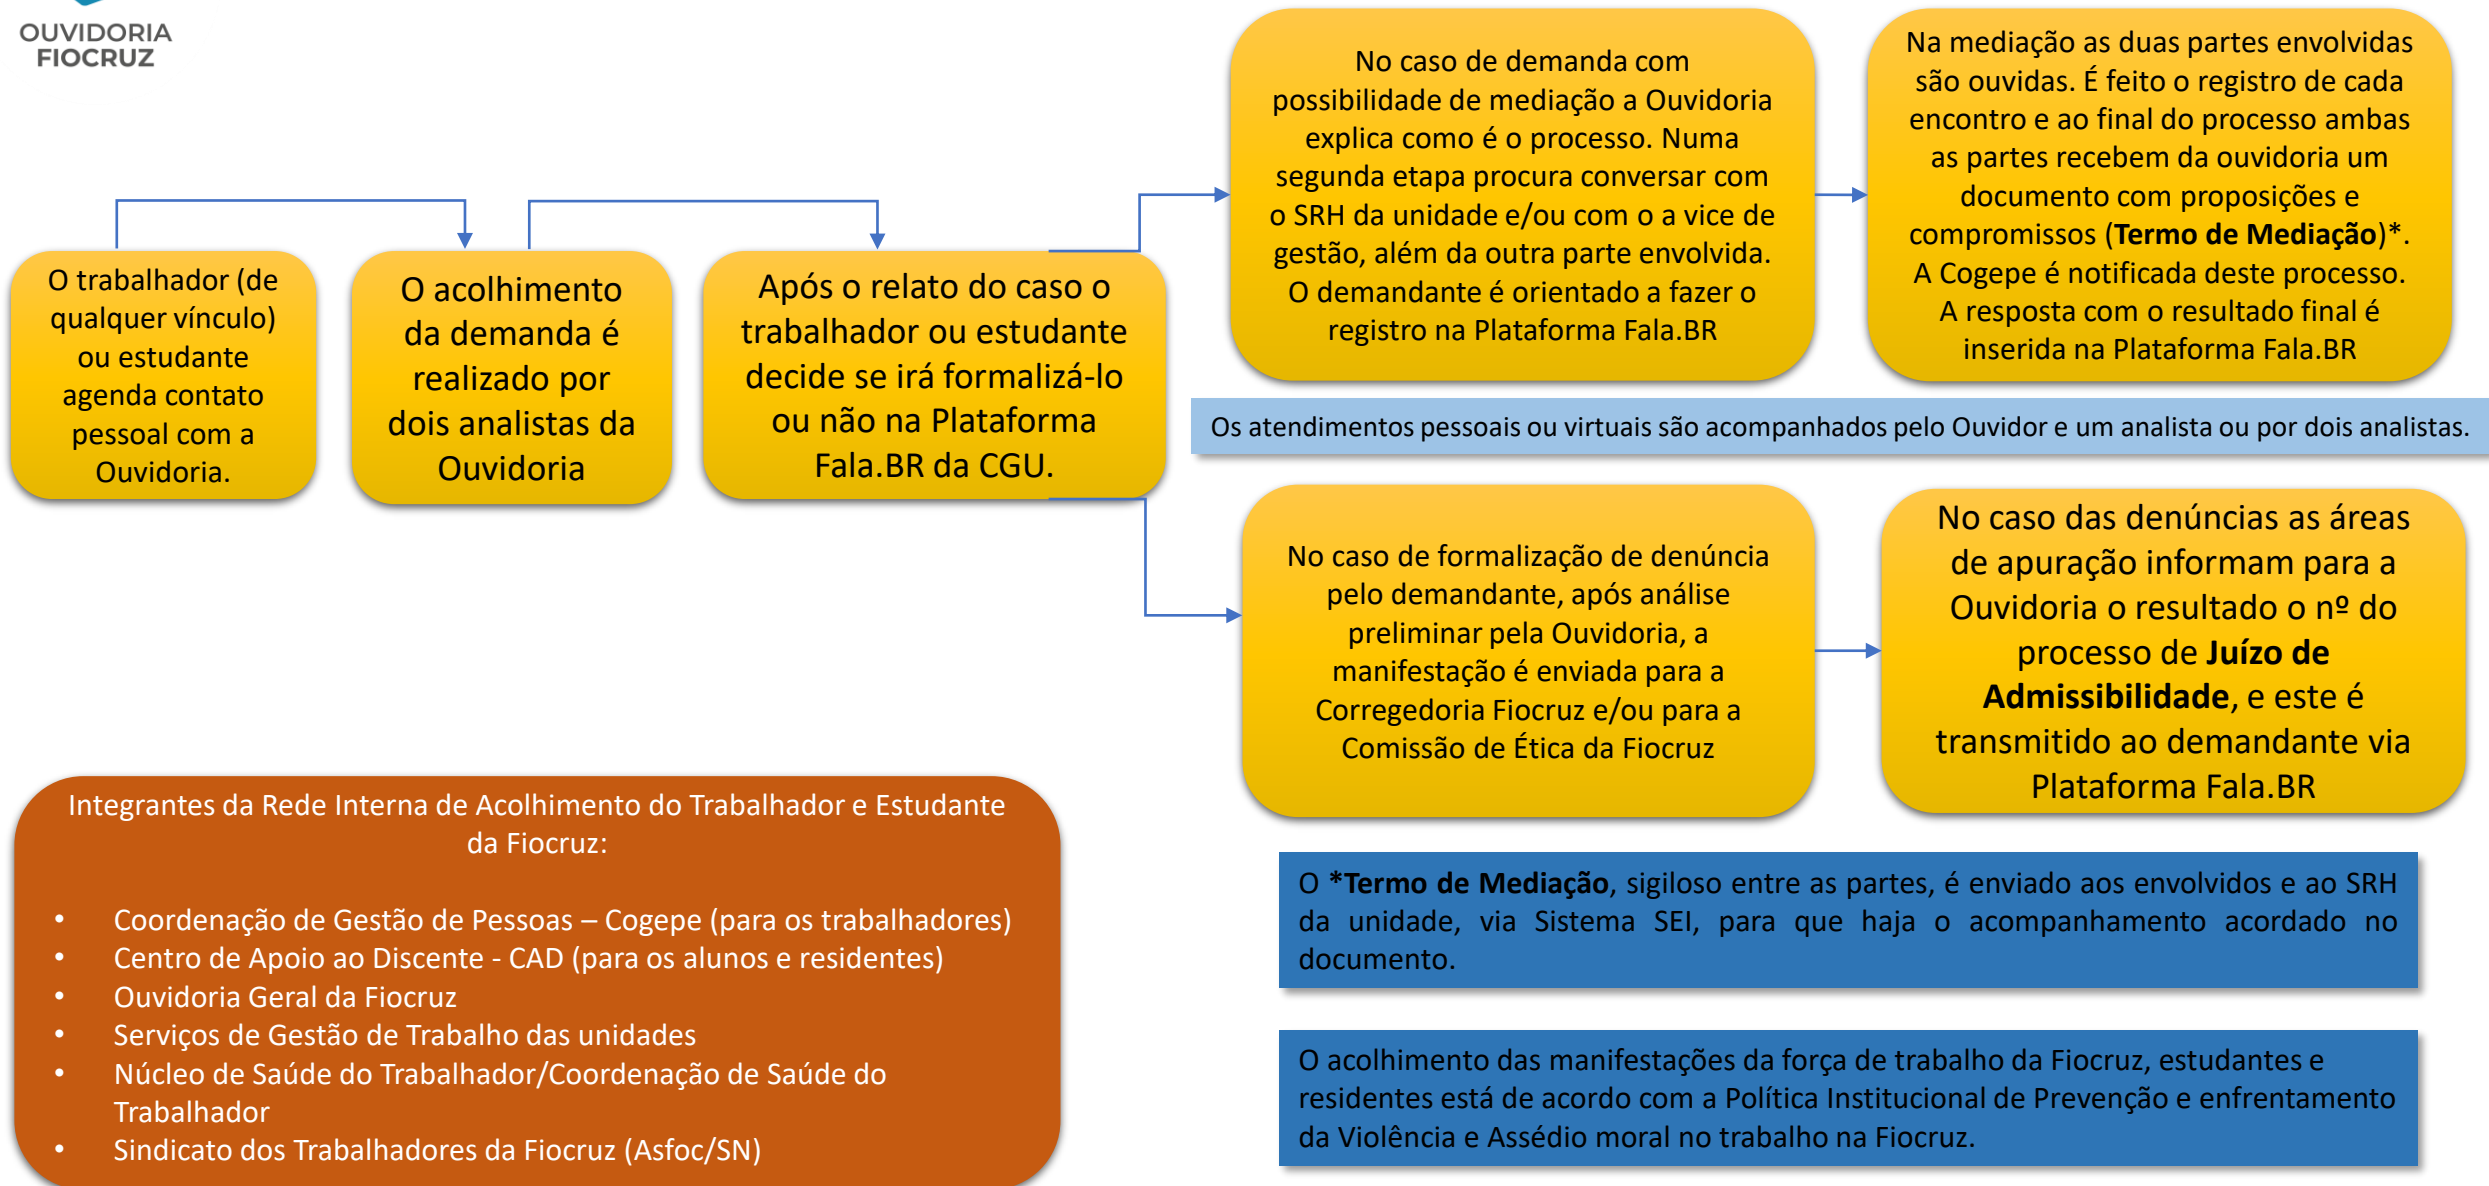 OUVIDORIA
FIOCRUZ
O trabalhador (de
qualquer vínculo)
ou estudante
agenda contato
pessoal com a
Ouvidoria.
O acolhimento
da demanda é
realizado por
dois analistas da
Ouvidoria
Após o relato do caso o
trabalhador ou estudante
decide se irá formalizá-lo
ou não na Plataforma
Fala.BR da CGU.
No caso de demanda com
possibilidade de mediação a Ouvidoria
explica como é o processo. Numa
segunda etapa procura conversar com
o SRH da unidade e/ou com o a vice de
gestão, além da outra parte envolvida.
O demandante é orientado a fazer o
registro na Plataforma Fala.BR
Na mediação as duas partes envolvidas
são ouvidas. É feito o registro de cada
encontro e ao final do processo ambas
as partes recebem da ouvidoria um
documento com proposições e
compromissos (Termo de Mediação)*.
A Cogepe é notificada deste processo.
A resposta com o resultado final é
inserida na Plataforma Fala.BR
Os atendimentos pessoais ou virtuais são acompanhados pelo Ouvidor e um analista ou por dois analistas.
No caso de formalização de denúncia
pelo demandante, após análise
preliminar pela Ouvidoria, a
manifestação é enviada para a
Corregedoria Fiocruz e/ou para a
Comissão de Ética da Fiocruz
No caso das denúncias as áreas
de apuração informam para a
Ouvidoria o resultado o nº do
processo de Juízo de
Admissibilidade, e este é
transmitido ao demandante via
Plataforma Fala.BR
Integrantes da Rede Interna de Acolhimento do Trabalhador e Estudante
da Fiocruz:
• Coordenação de Gestão de Pessoas – Cogepe (para os trabalhadores)
• Centro de Apoio ao Discente - CAD (para os alunos e residentes)
• Ouvidoria Geral da Fiocruz
• Serviços de Gestão de Trabalho das unidades
• Núcleo de Saúde do Trabalhador/Coordenação de Saúde do
Trabalhador
• Sindicato dos Trabalhadores da Fiocruz (Asfoc/SN)
O *Termo de Mediação, sigiloso entre as partes, é enviado aos envolvidos e ao SRH
da unidade, via Sistema SEI, para que haja o acompanhamento acordado no
documento.
O acolhimento das manifestações da força de trabalho da Fiocruz, estudantes e
residentes está de acordo com a Política Institucional de Prevenção e enfrentamento
da Violência e Assédio moral no trabalho na Fiocruz.